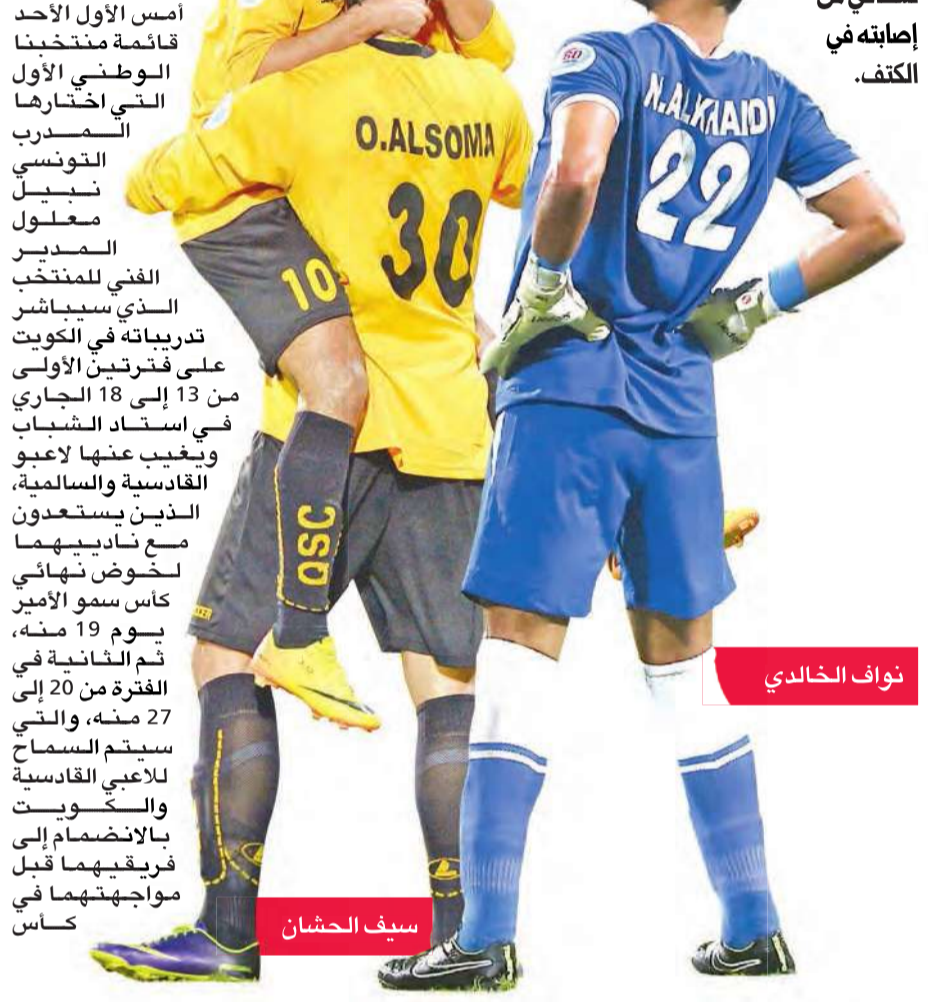 إصابته في
الكتف.
أمس الأول الأحد
قائمة منتخبنا
الوطني الأول
التي اختارها
المدرب
التونسي
نبيل
معلول
المدير
الفني للمنتخب
الذي سيباشر
تدريباته في الكويت
على فترتين الأولى
من 13 إلى 18 الجاري
في استاد الشباب
ويغيب عنها لاعبو
القادسية والسالمية،
الذين يستعدون
مع نادييهما
لخوض نهائي
كأس سمو الأمير
يوم 19 منه،
ثم الثانية في
الفترة من 20 إلى
27 منه، والتي
سيتم السماح
للاعبي القادسية
والكويت
بالانضمام إلى
فريقيهما قبل
مواجهتهما في
كأس
O.ALSOMA
30
10
QSC
N.ALKHAIDI
22
نواف الخالدي
سيف الحشان